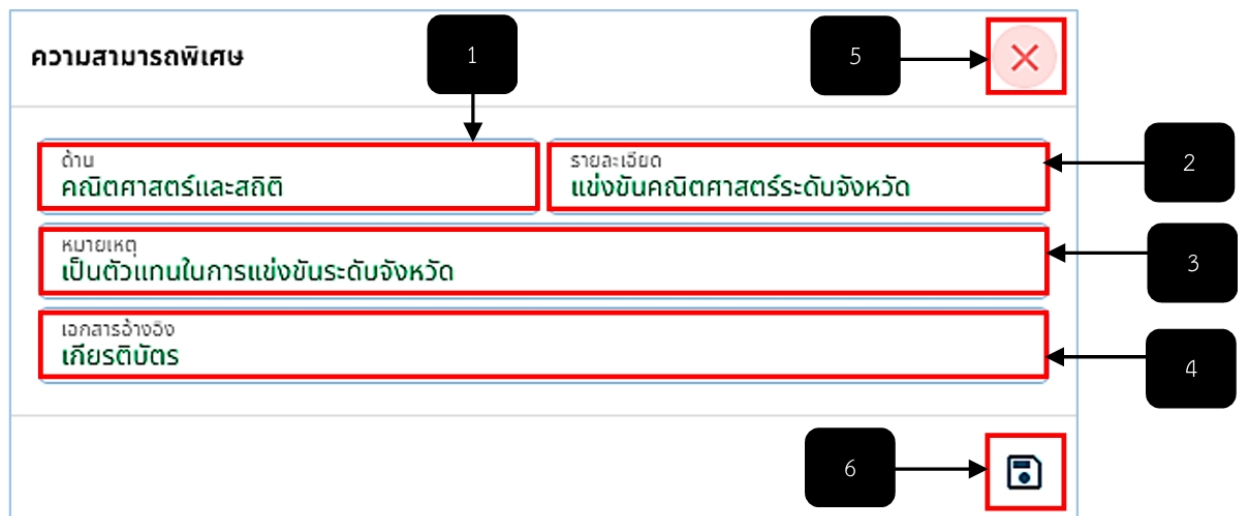 ความสามารถพิเศษ
1
5
ด้าน
คณิตศาสตร์และสถิติ
รายละเอียด
แข่งขันคณิตศาสตร์ระดับจังหวัด
2
หมายเหตุ
เป็นตัวแทนในการแข่งขันระดับจังหวัด
3
เอกสารอ้างอิง
เกียรติบัตร
4
6